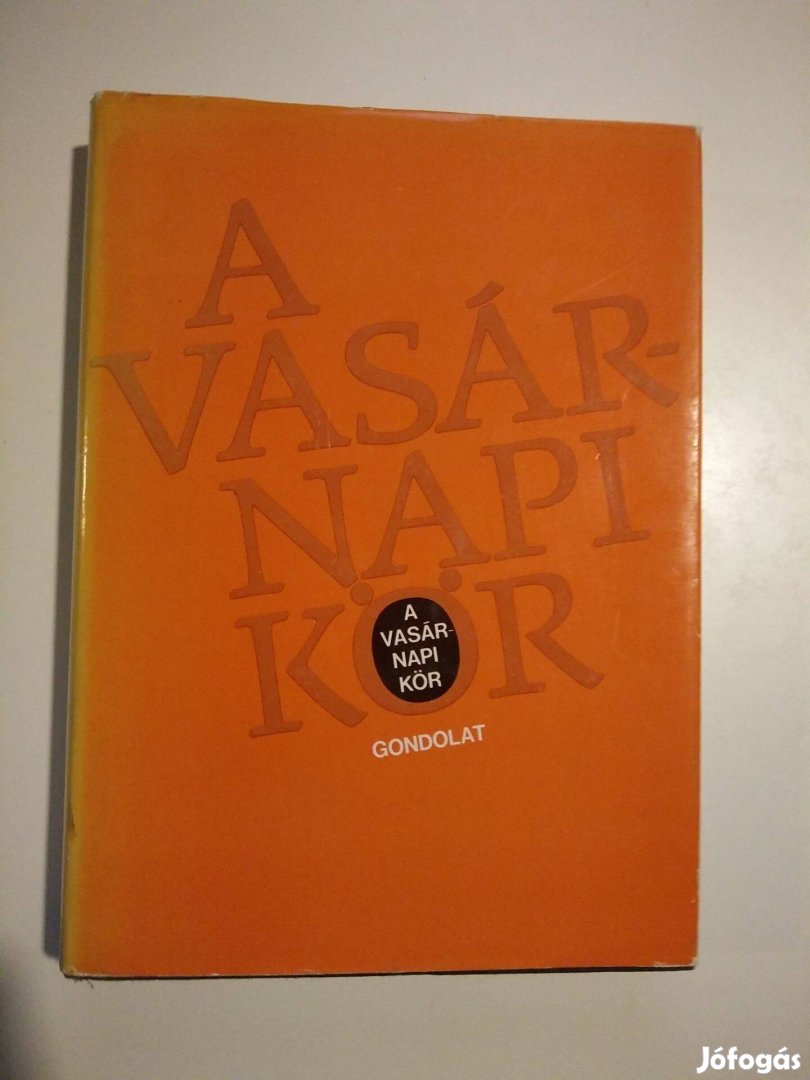 A
VASÁR-
NAPI
KÖR
A
VASÁR-
NAPI
KÖR
GONDOLAT
Jófogás